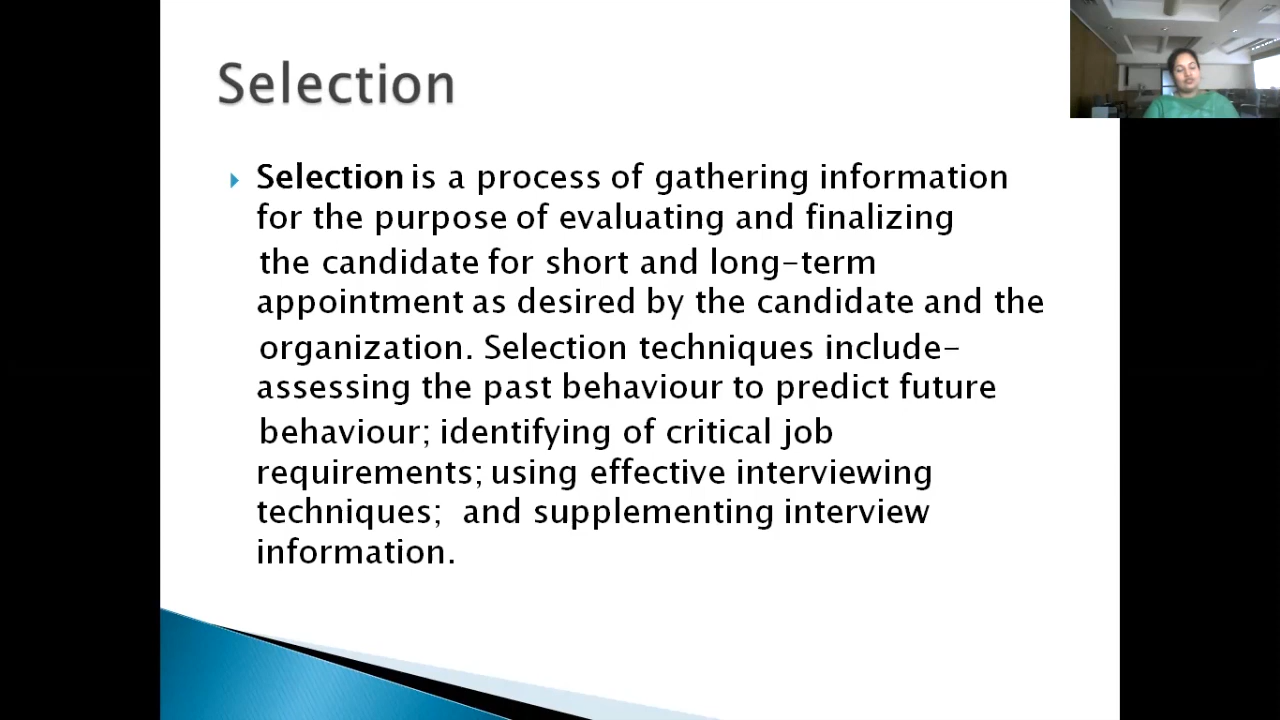 Selection
Selection is a process of gathering information
for the purpose of evaluating and finalizing
the candidate for short and long-term
appointment as desired by the candidate and the
organization. Selection techniques include-
assessing the past behaviour to predict future
behaviour; identifying of critical job
requirements; using effective interviewing
techniques;  and supplementing interview
information.